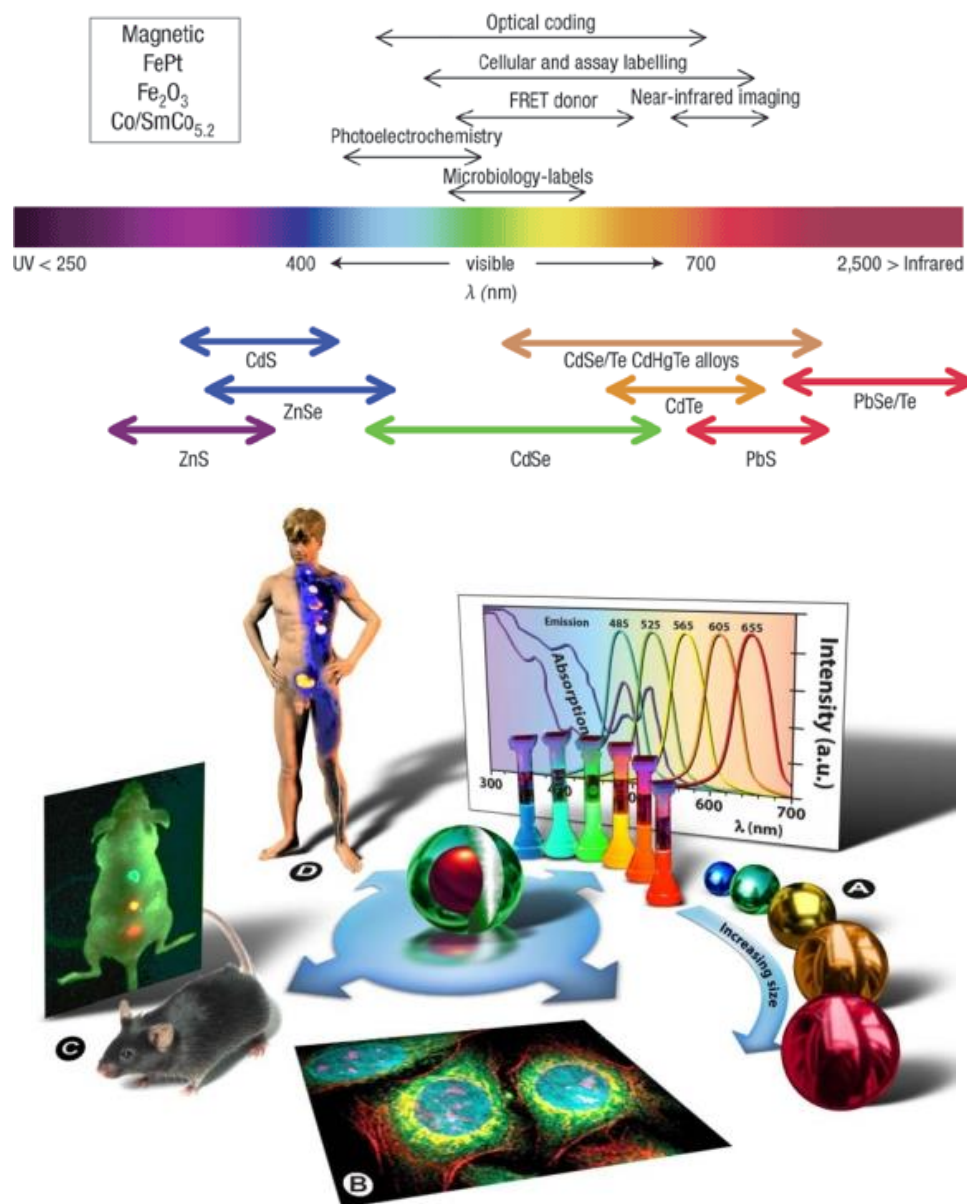 Magnetic
FePt
Fe₂O₃
Co/SmCo₅.₂
Optical coding
Cellular and assay labelling
FRET donor
Near-infrared imaging
Photoelectrochemistry
Microbiology-labels
UV < 250
400
visible
700
2,500 > Infrared
λ (nm)
CdS
CdSe/Te CdHgTe alloys
ZnSe
CdTe
PbSe/Te
ZnS
CdSe
PbS
Emission
485
525
565
605
655
Absorption
Intensity (a.u.)
300
600
700
λ (nm)
A
Increasing size
D
C
B